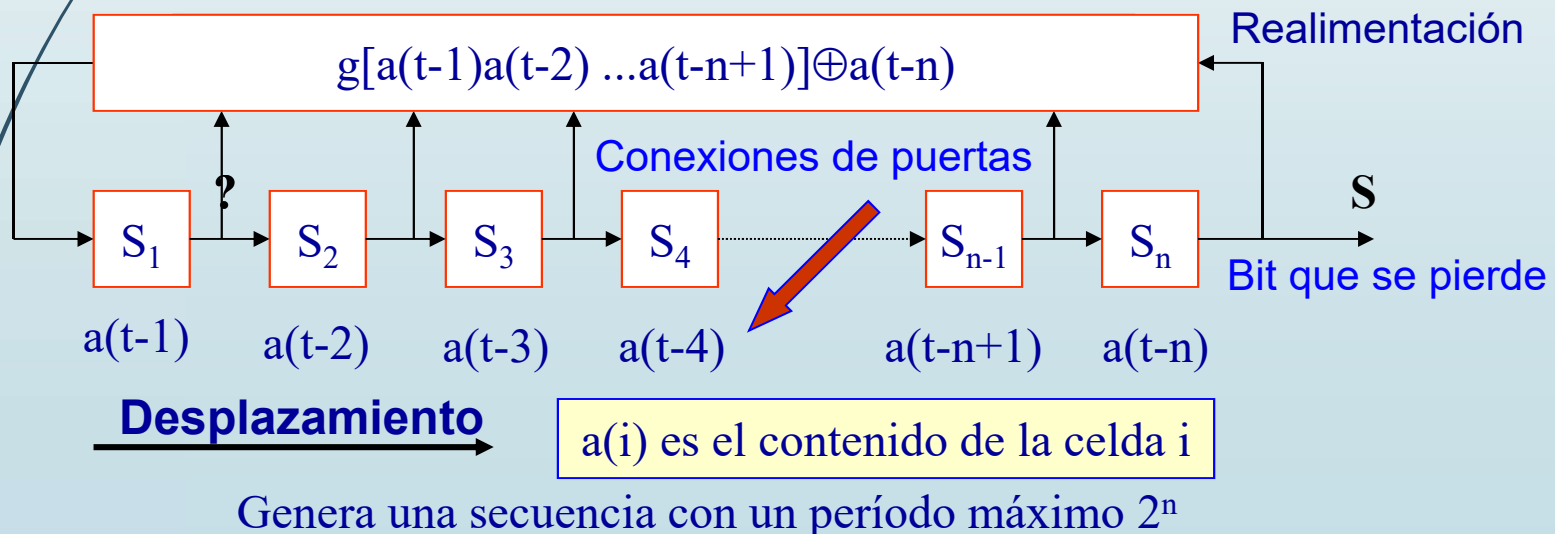 Realimentación
g[a(t-1)a(t-2) ...a(t-n+1)]⊕a(t-n)
Conexiones de puertas
?
S
S₁ S₂ S₃ S₄ Sₙ₋₁ Sₙ
Bit que se pierde
a(t-1) a(t-2) a(t-3) a(t-4) a(t-n+1) a(t-n)
Desplazamiento
a(i) es el contenido de la celda i
Genera una secuencia con un período máximo 2ⁿ